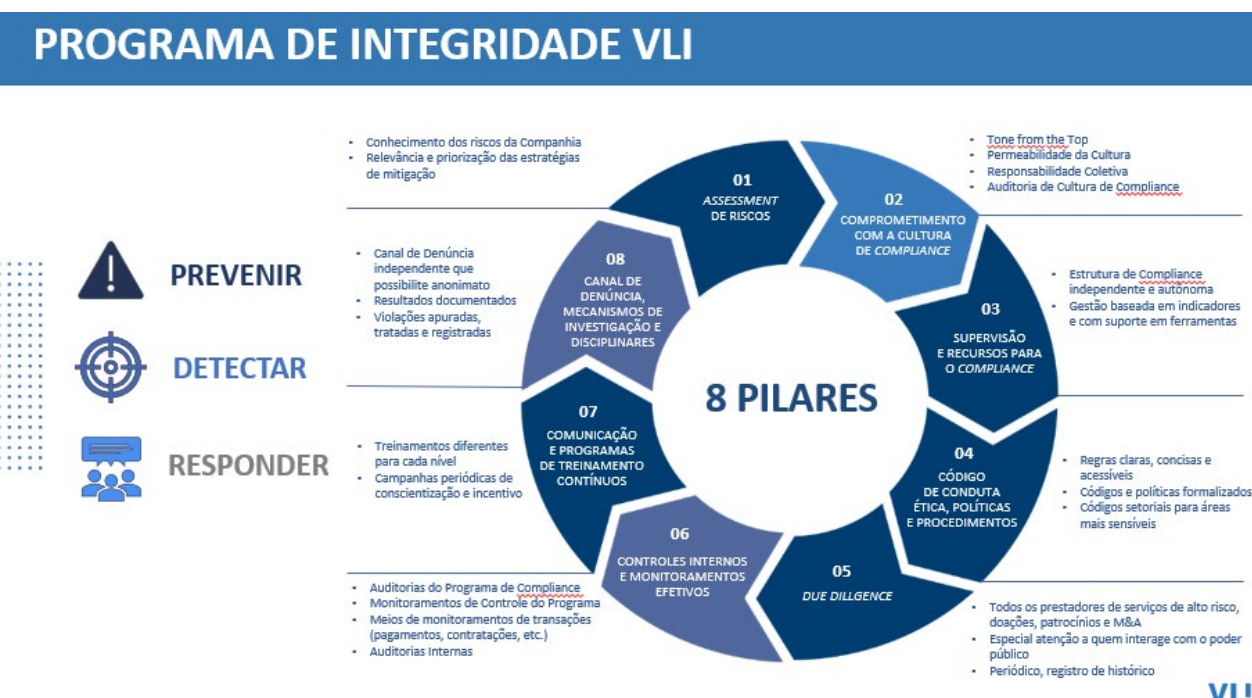 PROGRAMA DE INTEGRIDADE VLI
PREVENIR
DETECTAR
RESPONDER
8 PILARES
01
ASSESSMENT
DE RISCOS
▪ Conhecimento dos riscos da Companhia
▪ Relevância e priorização das estratégias
de mitigação
02
COMPROMETIMENTO
COM A CULTURA
DE COMPLIANCE
▪ Tone from the Top
▪ Permeabilidade da Cultura
▪ Responsabilidade Coletiva
▪ Auditoria de Cultura de Compliance
03
SUPERVISÃO
E RECURSOS PARA
O COMPLIANCE
▪ Estrutura de Compliance
independente e autônoma
▪ Gestão baseada em indicadores
e com suporte em ferramentas
04
CÓDIGO
DE CONDUTA
ÉTICA, POLÍTICAS
E PROCEDIMENTOS
▪ Regras claras, concisas e
acessíveis
▪ Códigos e políticas formalizados
▪ Códigos setoriais para áreas
mais sensíveis
05
DUE DILLGENCE
▪ Todos os prestadores de serviços de alto risco,
doações, patrocínios e M&A
▪ Especial atenção a quem interage com o poder
público
▪ Periódico, registro de histórico
06
CONTROLES INTERNOS
E MONITORAMENTOS
EFETIVOS
▪ Auditorias do Programa de Compliance
▪ Monitoramentos de Controle do Programa
▪ Meios de monitoramentos de transações
(pagamentos, contratações, etc.)
▪ Auditorias Internas
07
COMUNICAÇÃO
E PROGRAMAS
DE TREINAMENTO
CONTÍNUOS
▪ Treinamentos diferentes
para cada nível
▪ Campanhas periódicas de
conscientização e incentivo
08
CANAL DE
DENÚNCIA,
MECANISMOS DE
INVESTIGAÇÃO E
DISCIPLINARES
▪ Canal de Denúncia
independente que
possibilite anonimato
▪ Resultados documentados
▪ Violações apuradas,
tratadas e registradas
VLI